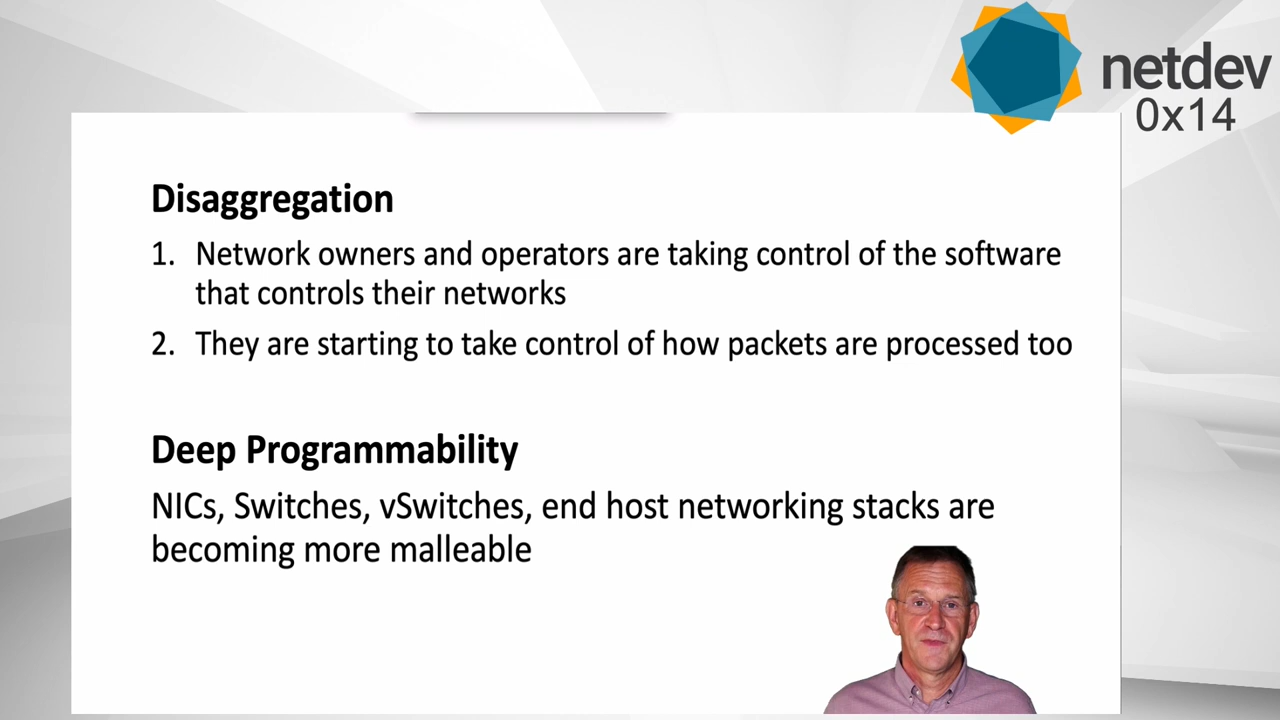 netdev
0x14
Disaggregation
1. Network owners and operators are taking control of the software
that controls their networks
2. They are starting to take control of how packets are processed too
Deep Programmability
NICs, Switches, vSwitches, end host networking stacks are
becoming more malleable